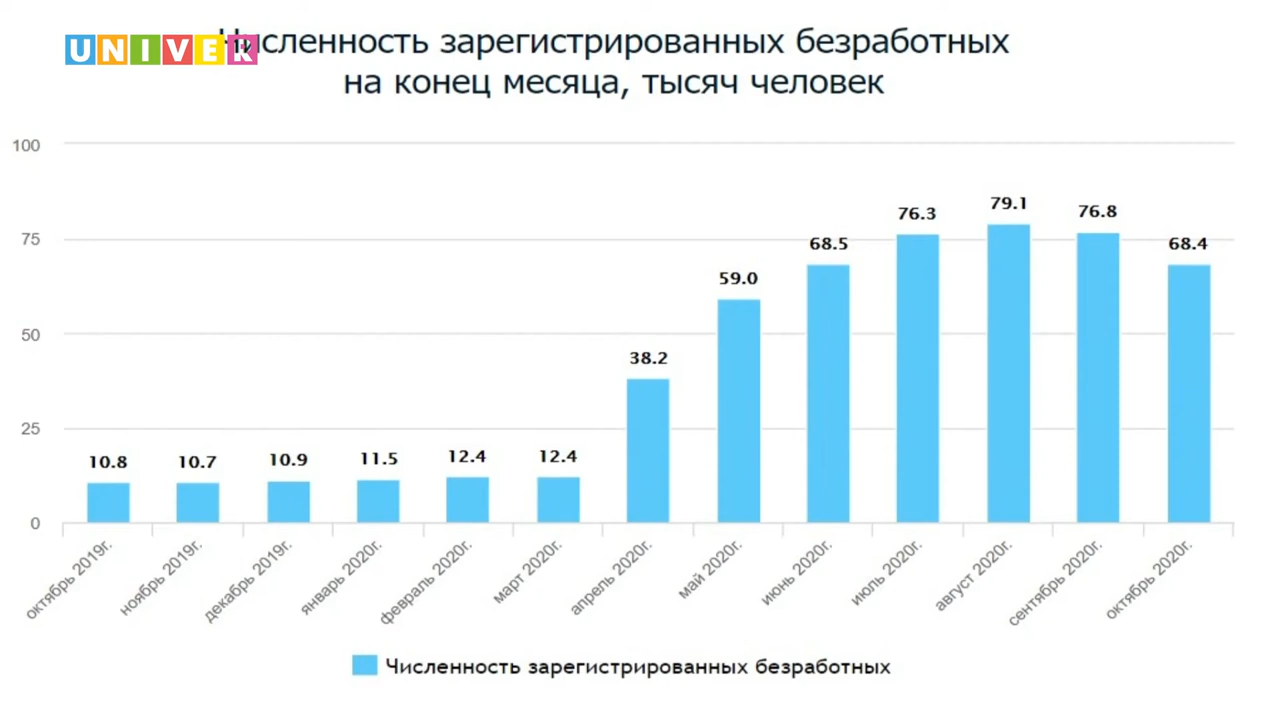 UNIVER
Численность зарегистрированных безработных
на конец месяца, тысяч человек
100
75
50
25
0
10.8
10.7
10.9
11.5
12.4
12.4
38.2
59.0
68.5
76.3
79.1
76.8
68.4
октябрь 2019г.
ноябрь 2019г.
декабрь 2019г.
январь 2020г.
февраль 2020г.
март 2020г.
апрель 2020г.
май 2020г.
июнь 2020г.
июль 2020г.
август 2020г.
сентябрь 2020г.
октябрь 2020г.
Численность зарегистрированных безработных